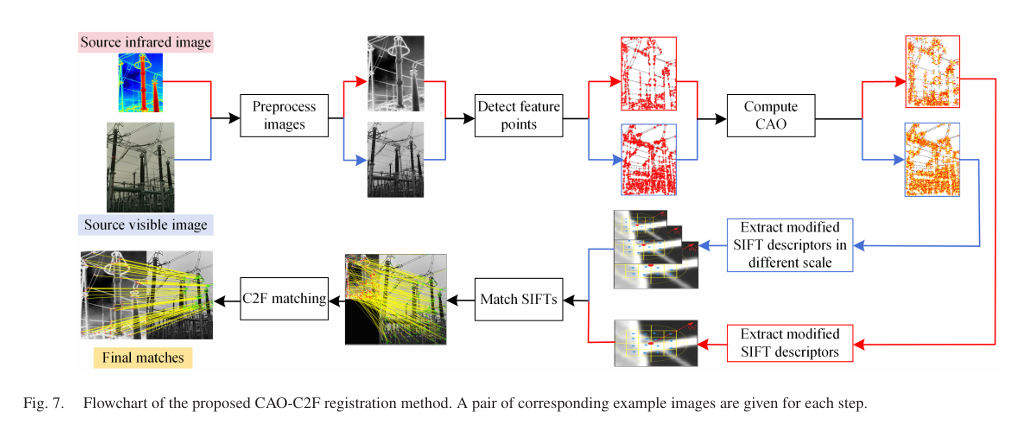 Source infrared image
Preprocess
images
Detect feature
points
Compute
CAO
Source visible image
Extract modified
SIFT descriptors in
different scale
C2F matching
Match SIFTs
Extract modified
SIFT descriptors
Final matches
Fig. 7. Flowchart of the proposed CAO-C2F registration method. A pair of corresponding example images are given for each step.